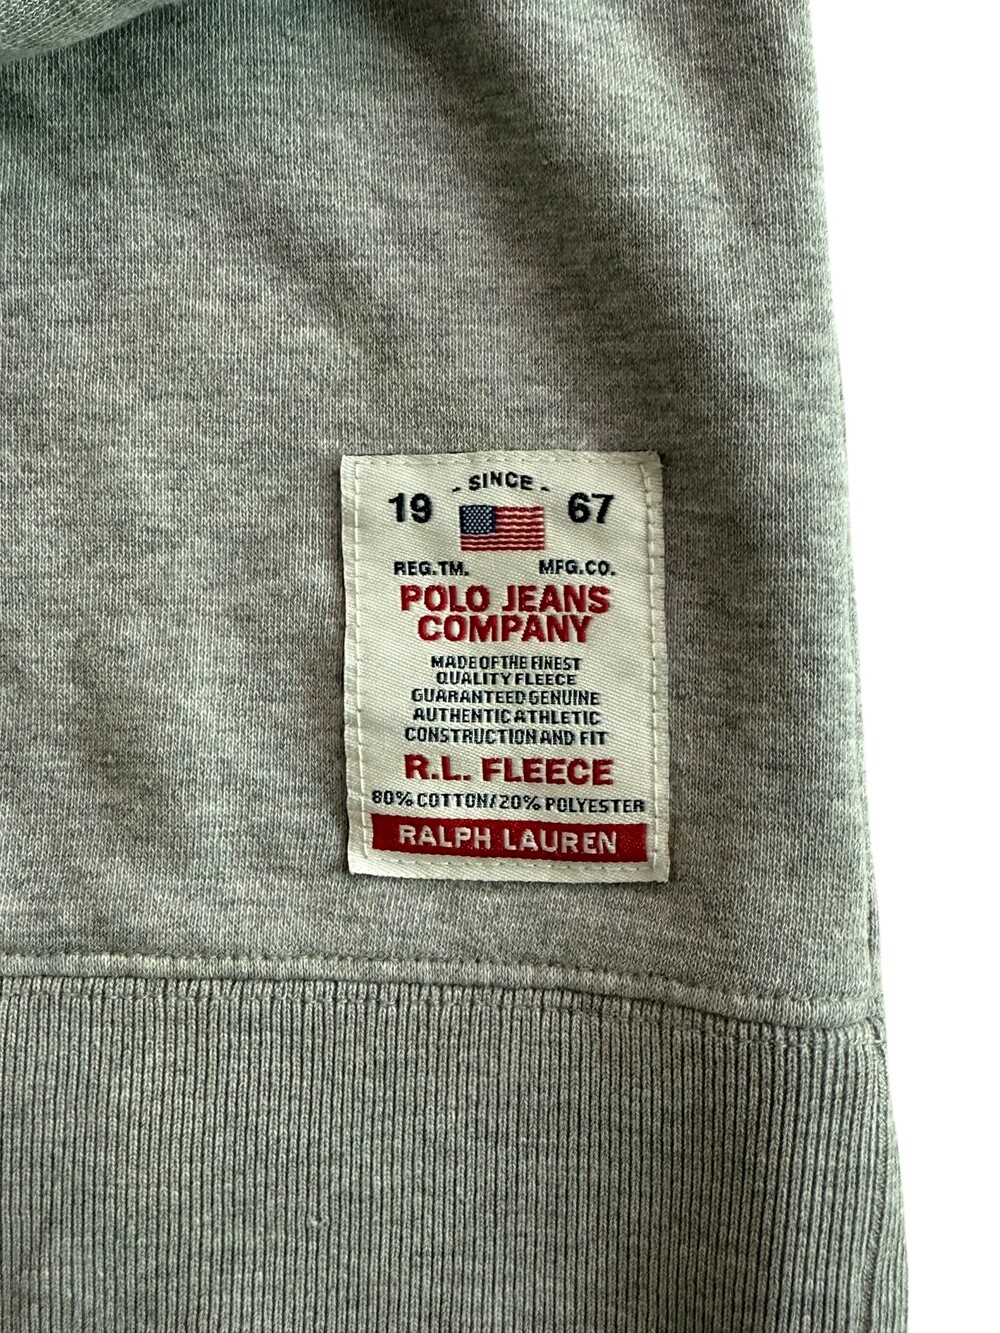 - SINCE -
19 67
REG.TM. MFG.CO.
POLO JEANS
COMPANY
MADE OF THE FINEST
QUALITY FLEECE
GUARANTEED GENUINE
AUTHENTIC ATHLETIC
CONSTRUCTION AND FIT
R.L. FLEECE
80% COTTON/20% POLYESTER
RALPH LAUREN